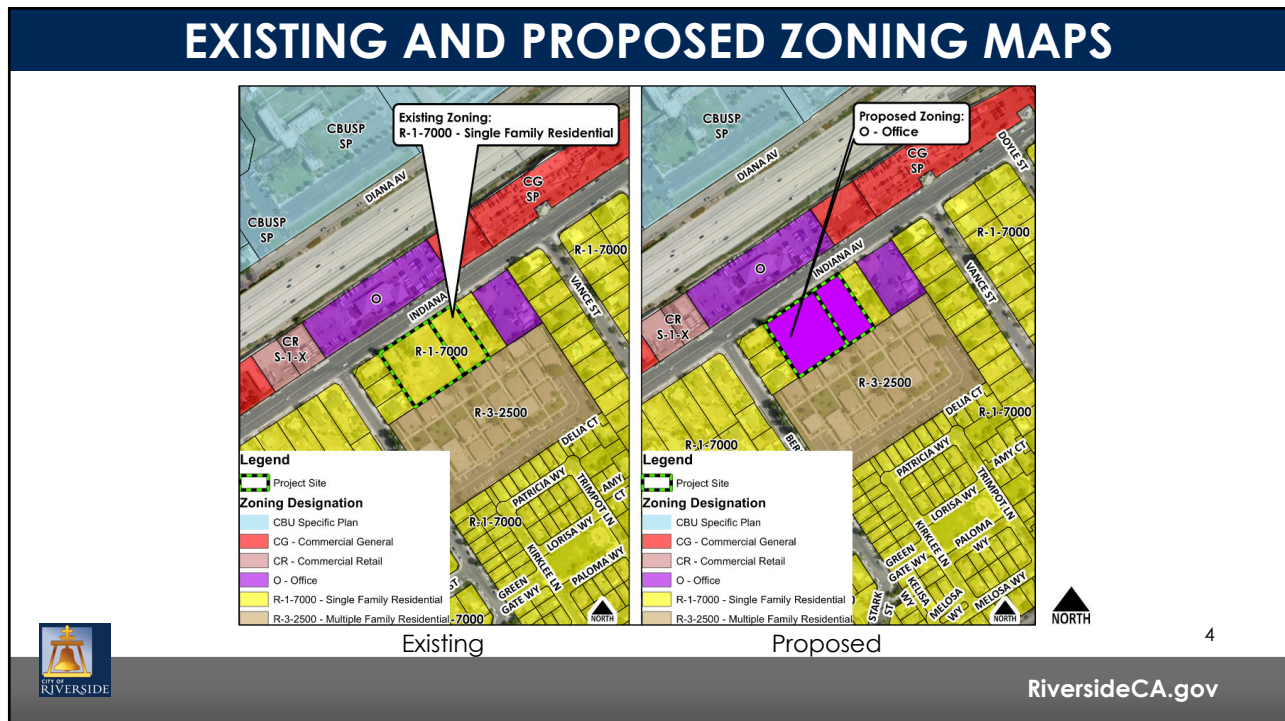 EXISTING AND PROPOSED ZONING MAPS
Existing Zoning:
R-1-7000 - Single Family Residential
CBUSP
SP
DIANA AV
CBUSP
SP
CG
SP
R-1-7000
VANCE ST
O
INDIANA
CR
S-1-X
R-1-7000
R-3-2500
DELIA CT
PATRICIA WY
TRIMPOT LN
AMY CT
R-1-7000
LORISA WY
KIRKLEE LN
PALOMA WY
GREEN GATE WY
ST
-7000
Legend
Project Site
Zoning Designation
CBU Specific Plan
CG - Commercial General
CR - Commercial Retail
O - Office
R-1-7000 - Single Family Residential
R-3-2500 - Multiple Family Residential
NORTH
Existing
Proposed Zoning:
O - Office
CBUSP
SP
DIANA AV
CG
SP
DOYLE ST
R-1-7000
INDIANA AV
VANCE ST
O
CR
S-1-X
R-3-2500
DELIA CT
R-1-7000
R-1-7000
BER
PATRICIA WY
AMY CT
TRIMPOT LN
LORISA WY
PALOMA WY
KIRKLEE LN
GREEN GATE WY
KELISA WY
MELOSA WY
MELOSA WY
STARK ST
Legend
Project Site
Zoning Designation
CBU Specific Plan
CG - Commercial General
CR - Commercial Retail
O - Office
R-1-7000 - Single Family Residential
R-3-2500 - Multiple Family Residential
NORTH
Proposed
NORTH
4
CITY OF
RIVERSIDE
RiversideCA.gov